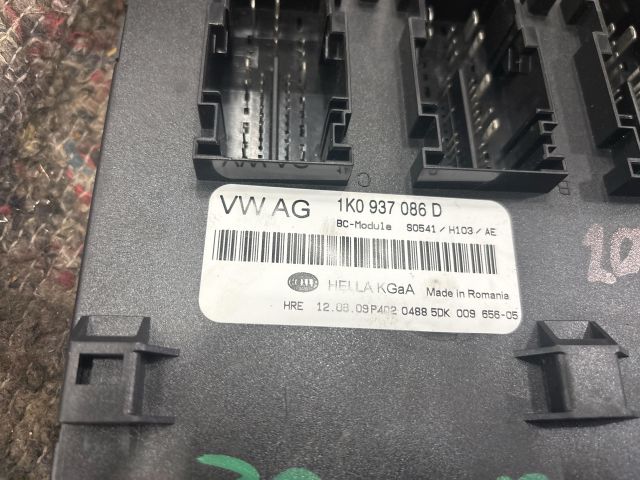 VW AG 1K0 937 086 D
BC-Module S0541 / H103 / AE
HELLA HELLA KGaA Made in Romania
HRE 12.08.09 P402 0488 5DK 009 656-05
C
B